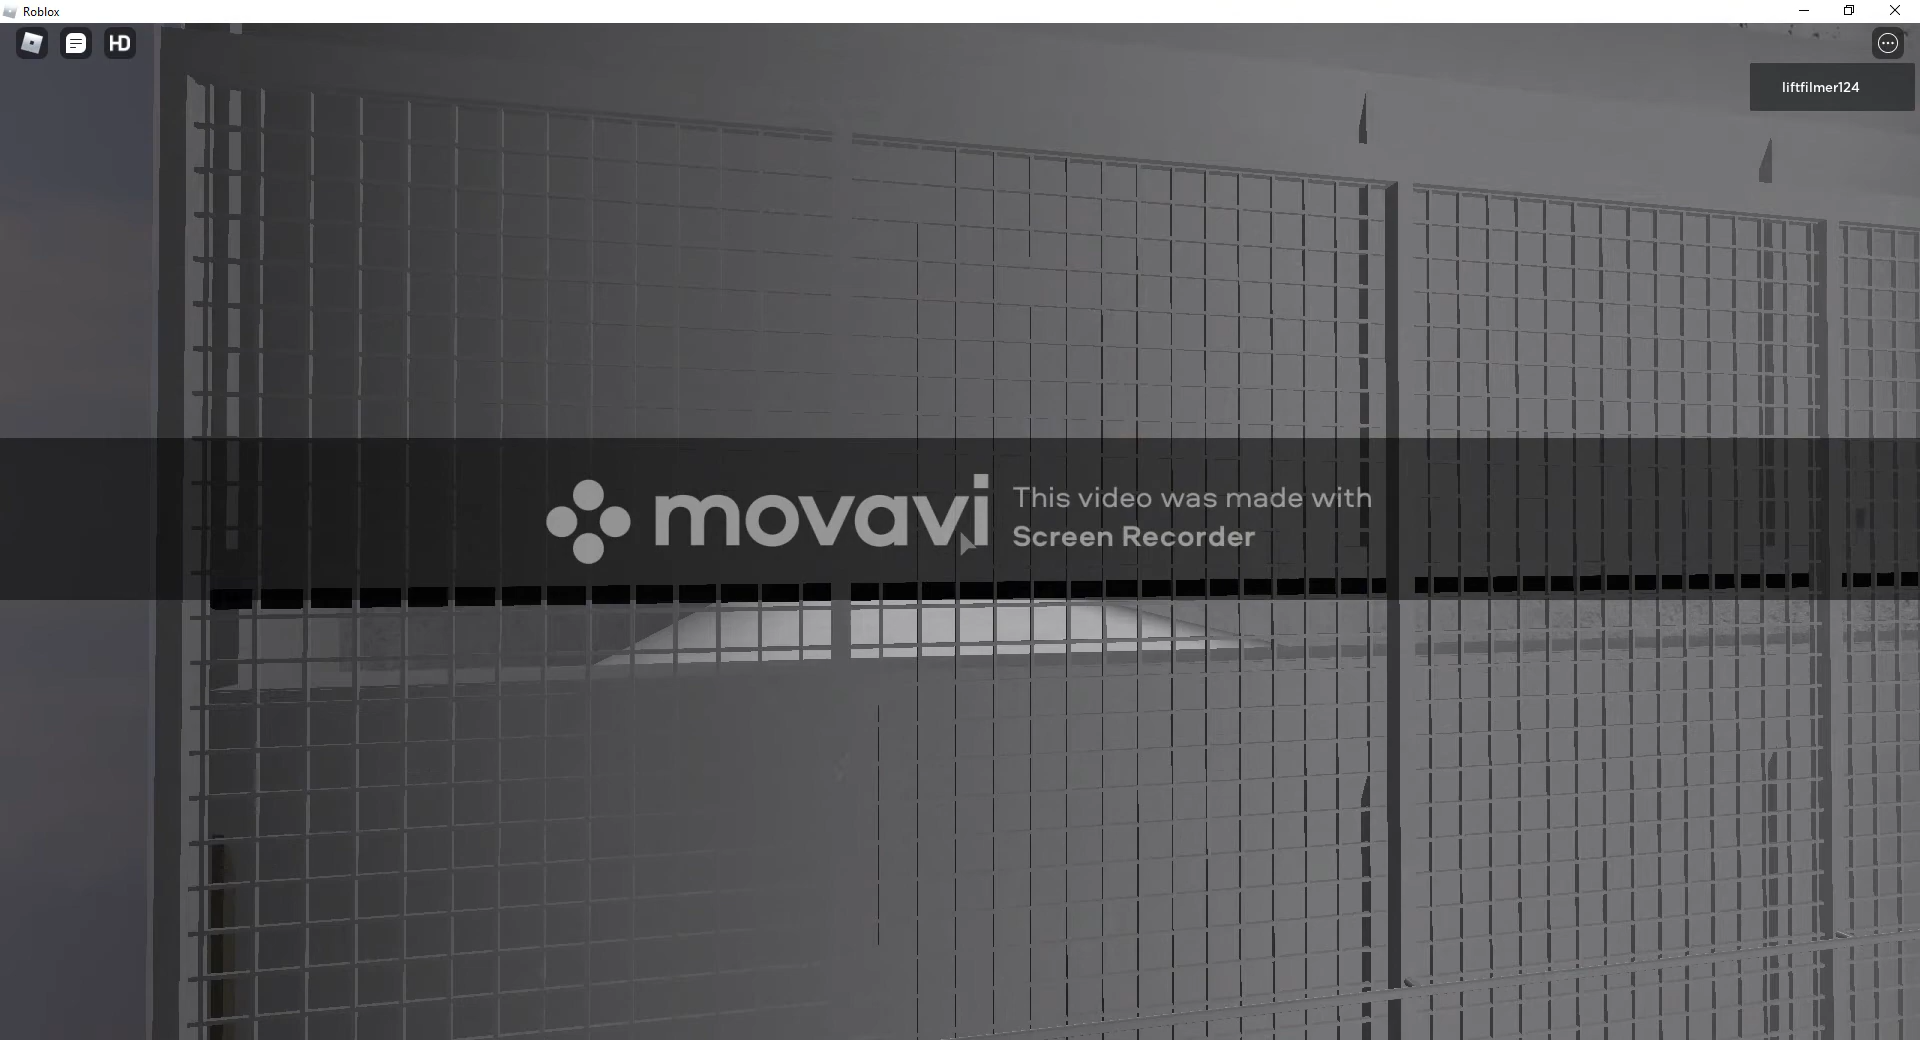 Roblox
HD
liftfilmer124
movavi
This video was made with
Screen Recorder